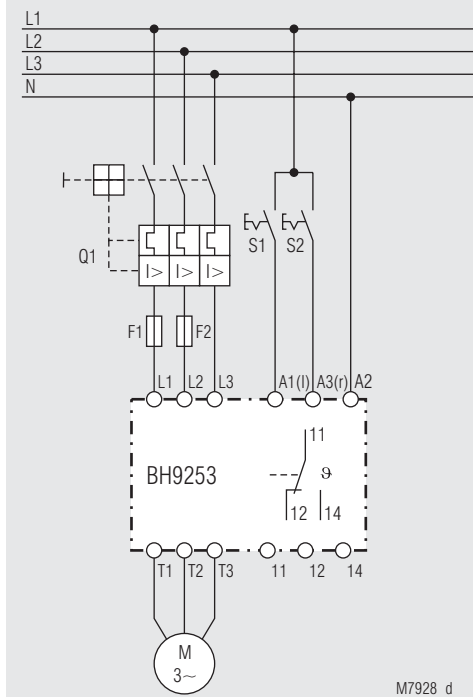 L1
L2
L3
N
Q1
I> I> I>
S1 S2
F1 F2
L1 L2 L3 A1(l) A3(r) A2
BH9253
11
ϑ
12 14
T1 T2 T3 11 12 14
M
3~
M7928_d